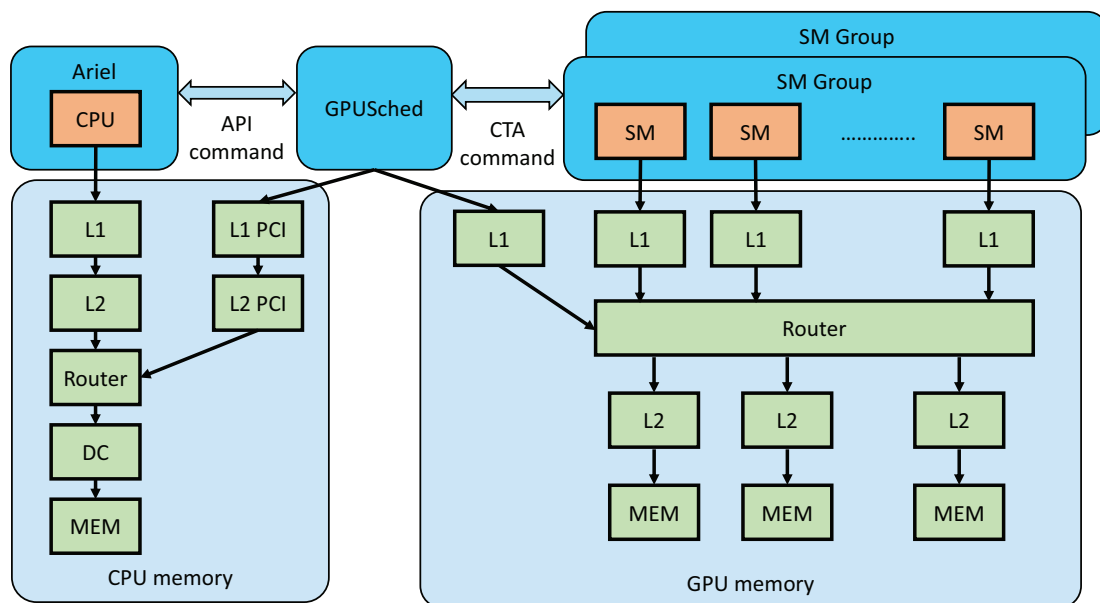 SM Group
Ariel
SM Group
CPU
API
command
GPUSched
CTA
command
SM
SM
…………..
SM
L1
L1 PCI
L1
L1
L1
L1
L2
L2 PCI
Router
Router
L2
L2
L2
DC
MEM
MEM
MEM
MEM
CPU memory
GPU memory